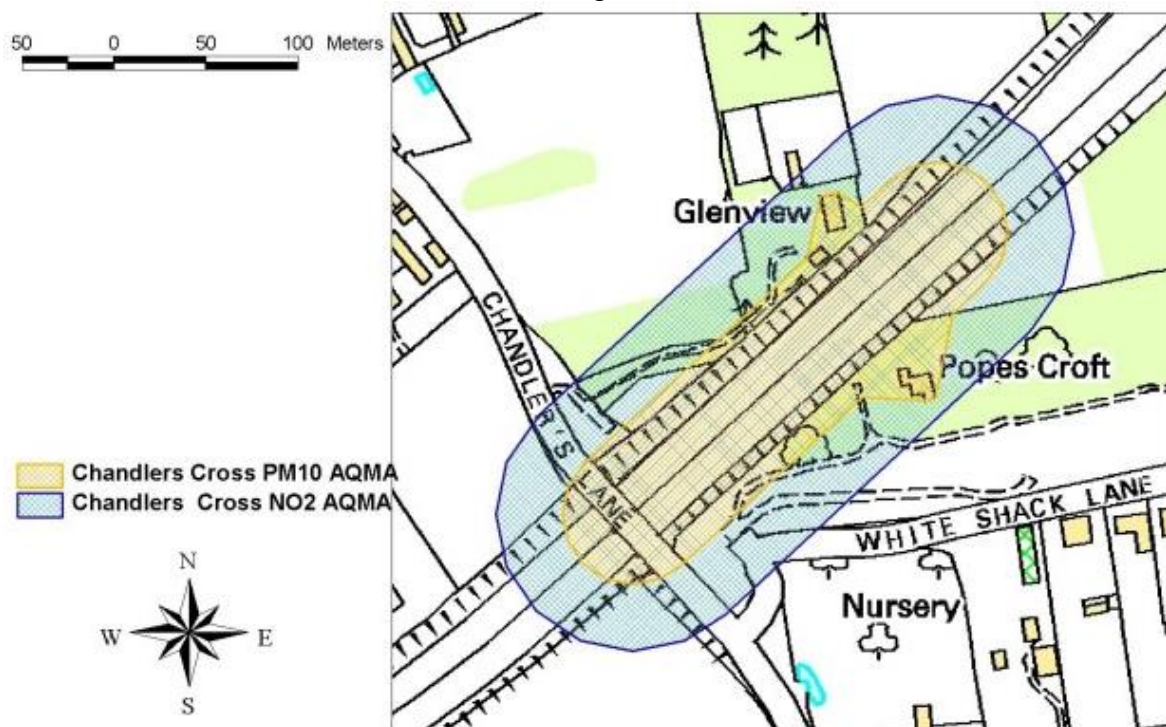 50 0 50 100 Meters
Glenview
CHANDLER'S LANE
Popes Croft
Chandlers Cross PM10 AQMA
Chandlers Cross NO2 AQMA
WHITE SHACK LANE
Nursery
N
W E
S